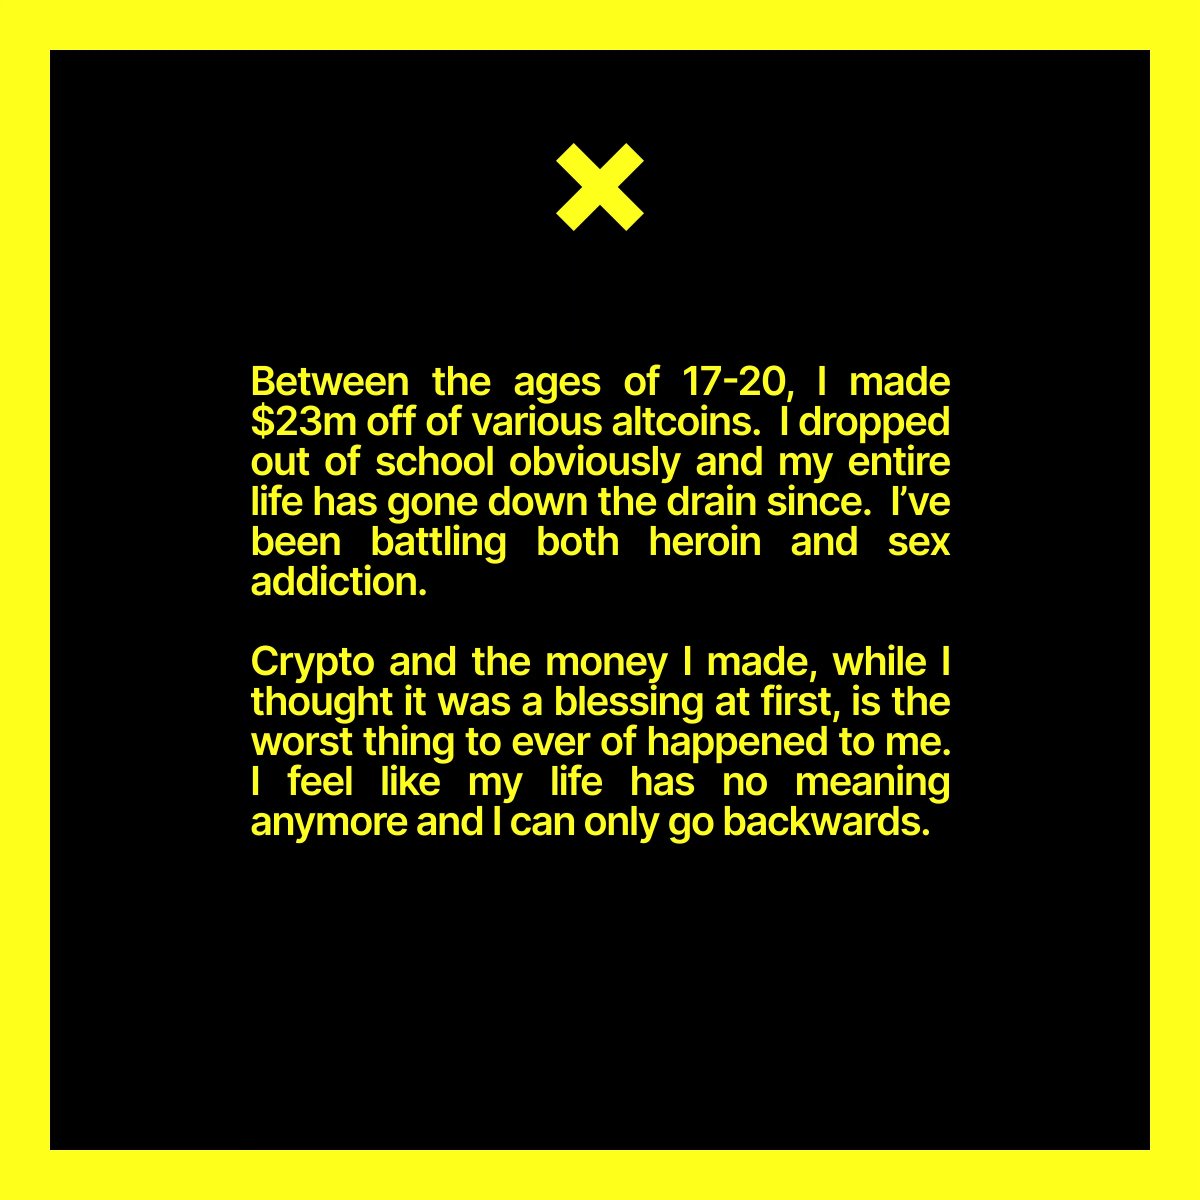 Between the ages of 17-20, I made
$23m off of various altcoins.  I dropped
out of school obviously and my entire
life has gone down the drain since.  I’ve
been battling both heroin and sex
addiction.
Crypto and the money I made, while I
thought it was a blessing at first, is the
worst thing to ever of happened to me.
I feel like my life has no meaning
anymore and I can only go backwards.